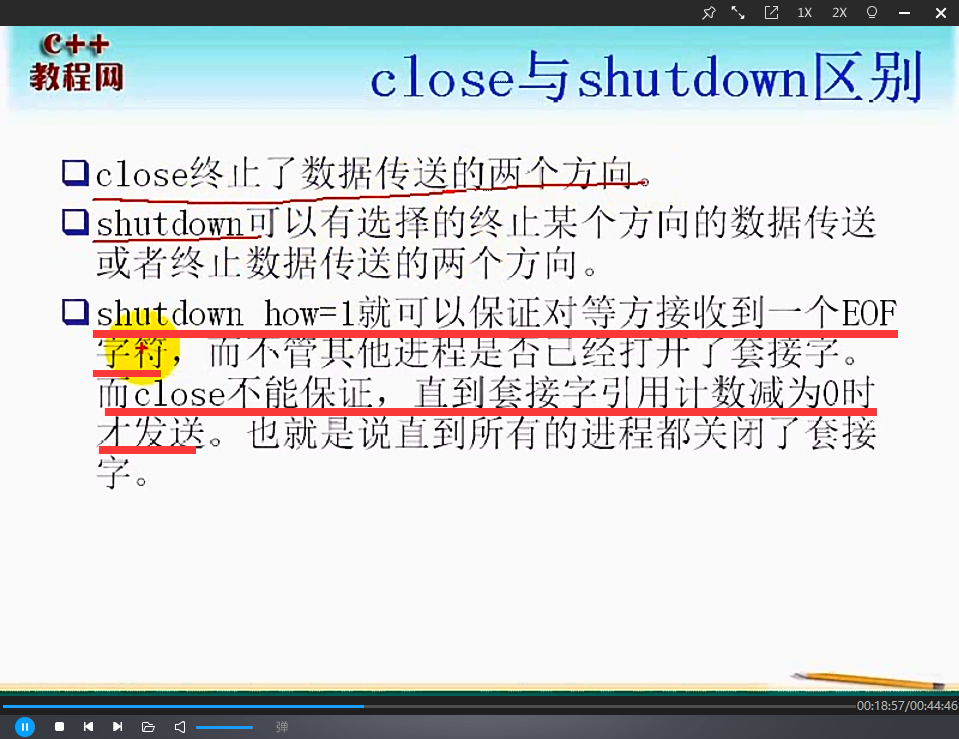 1X 2X
C++
教程网
close与shutdown区别
close终止了数据传送的两个方向。
shutdown可以有选择的终止某个方向的数据传送
或者终止数据传送的两个方向。
shutdown how=1就可以保证对等方接收到一个EOF
字符，而不管其他进程是否已经打开了套接字。
而close不能保证，直到套接字引用计数减为0时
才发送。也就是说直到所有的进程都关闭了套接
字。
00:18:57/00:44:46
弹